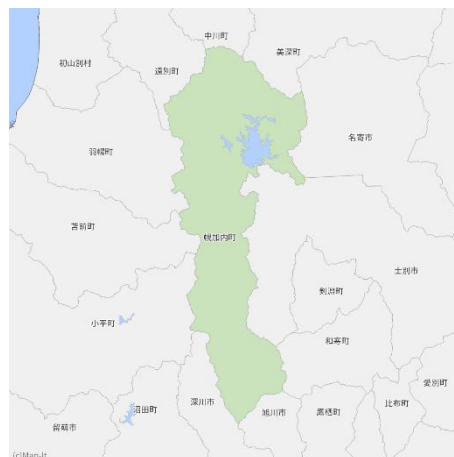 中川町
美深町
初山別村
遠別町
名寄市
羽幌町
苫前町
幌加内町
士別市
剣淵町
小平町
和寒町
愛別町
深川市
沼田町
比布町
旭川市
鷹栖町
留萌市
(c)Map-It